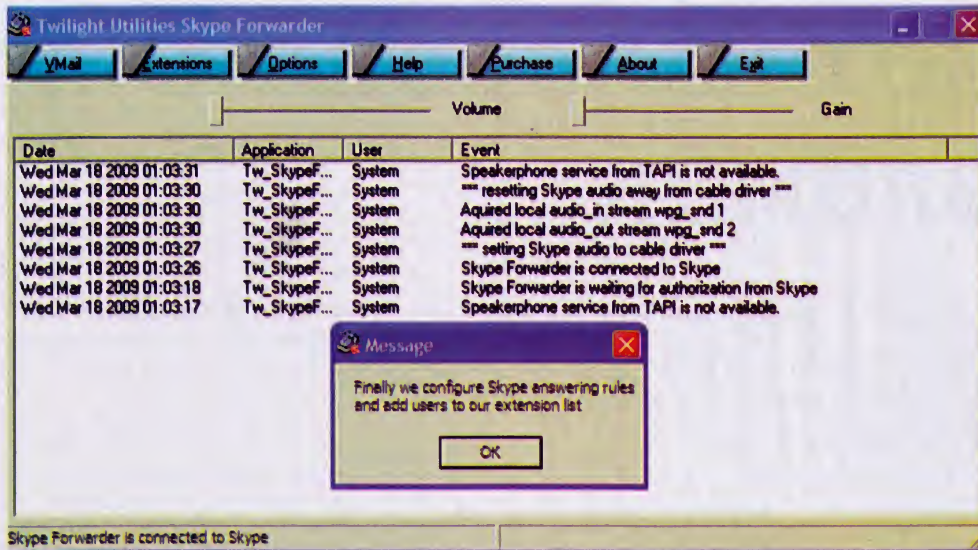 Twilight Utilities Skype Forwarder
VMail Extensions Options Help Purchase About Exit
Volume Gain
Date Application User Event
Wed Mar 18 2009 01:03:31 Tw_SkypeF... System Speakerphone service from TAPI is not available.
Wed Mar 18 2009 01:03:30 Tw_SkypeF... System *** resetting Skype audio away from cable driver ***
Wed Mar 18 2009 01:03:30 Tw_SkypeF... System Aquired local audio_in stream wpg_snd 1
Wed Mar 18 2009 01:03:30 Tw_SkypeF... System Aquired local audio_out stream wpg_snd 2
Wed Mar 18 2009 01:03:27 Tw_SkypeF... System *** setting Skype audio to cable driver ***
Wed Mar 18 2009 01:03:26 Tw_SkypeF... System Skype Forwarder is connected to Skype
Wed Mar 18 2009 01:03:18 Tw_SkypeF... System Skype Forwarder is waiting for authorization from Skype
Wed Mar 18 2009 01:03:17 Tw_SkypeF... System Speakerphone service from TAPI is not available.
Message
Finally we configure Skype answering rules
and add users to our extension list
OK
Skype Forwarder is connected to Skype